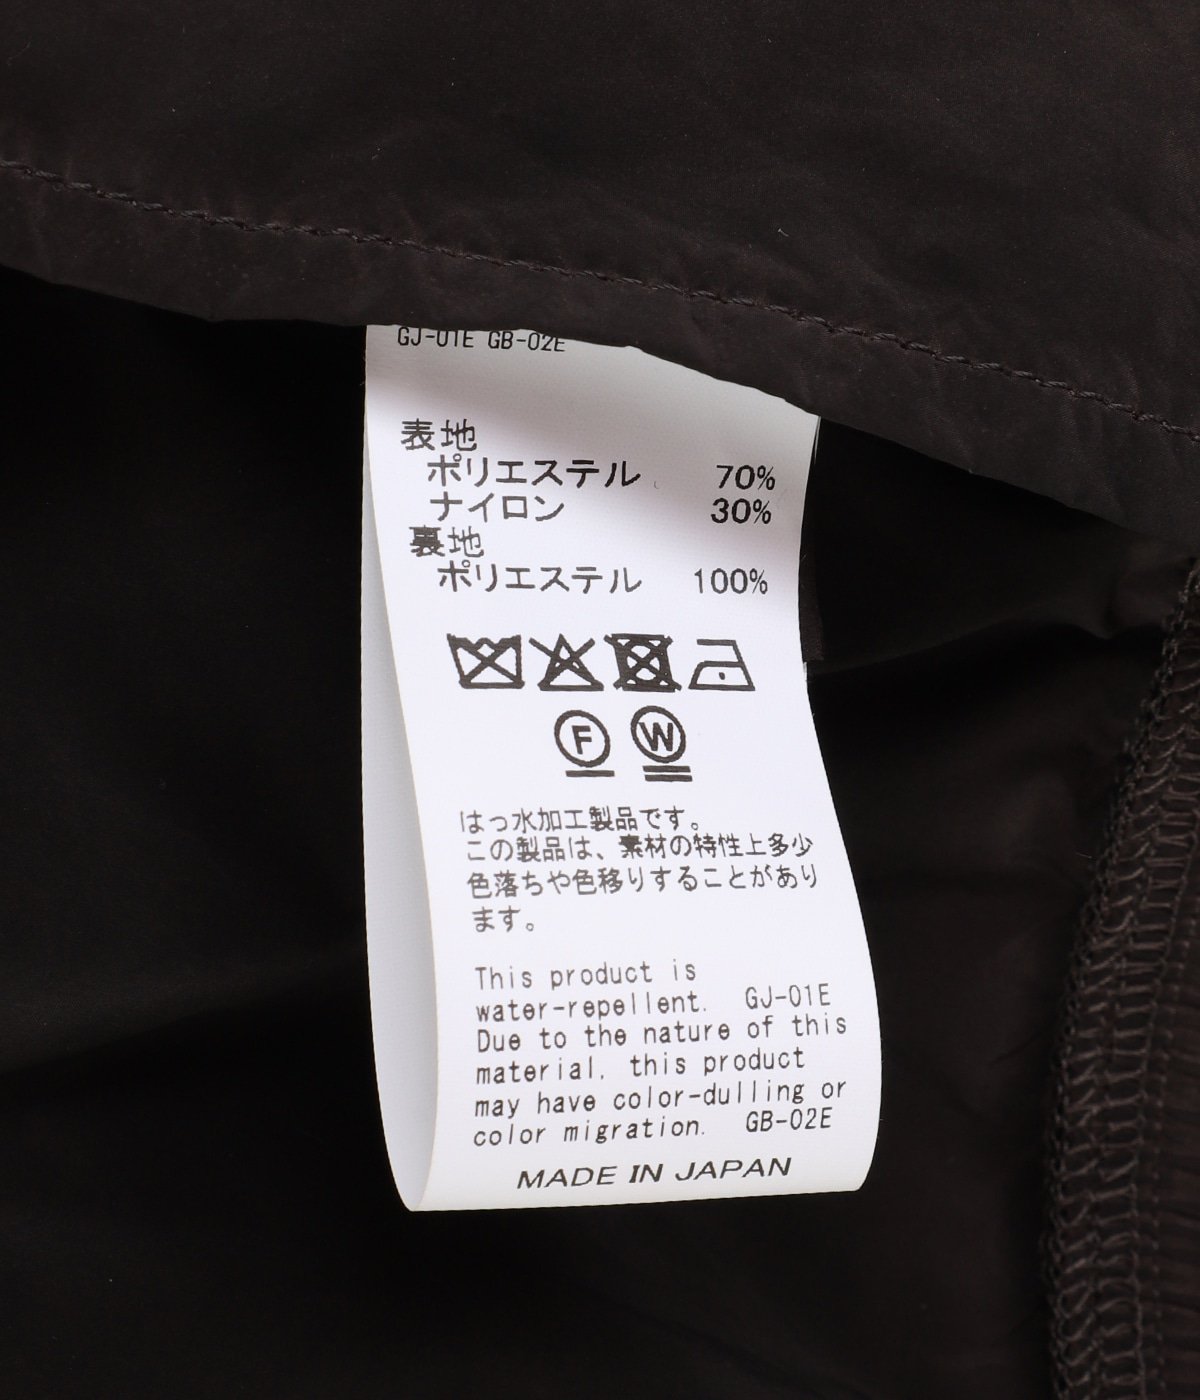 GJ-01E GB-02E
表地
ポリエステル 70%
ナイロン 30%
裏地
ポリエステル 100%
F W
はっ水加工製品です。
この製品は、素材の特性上多少
色落ちや色移りすることがあり
ます。
This product is
water-repellent. GJ-01E
Due to the nature of this
material, this product
may have color-dulling or
color migration. GB-02E
MADE IN JAPAN